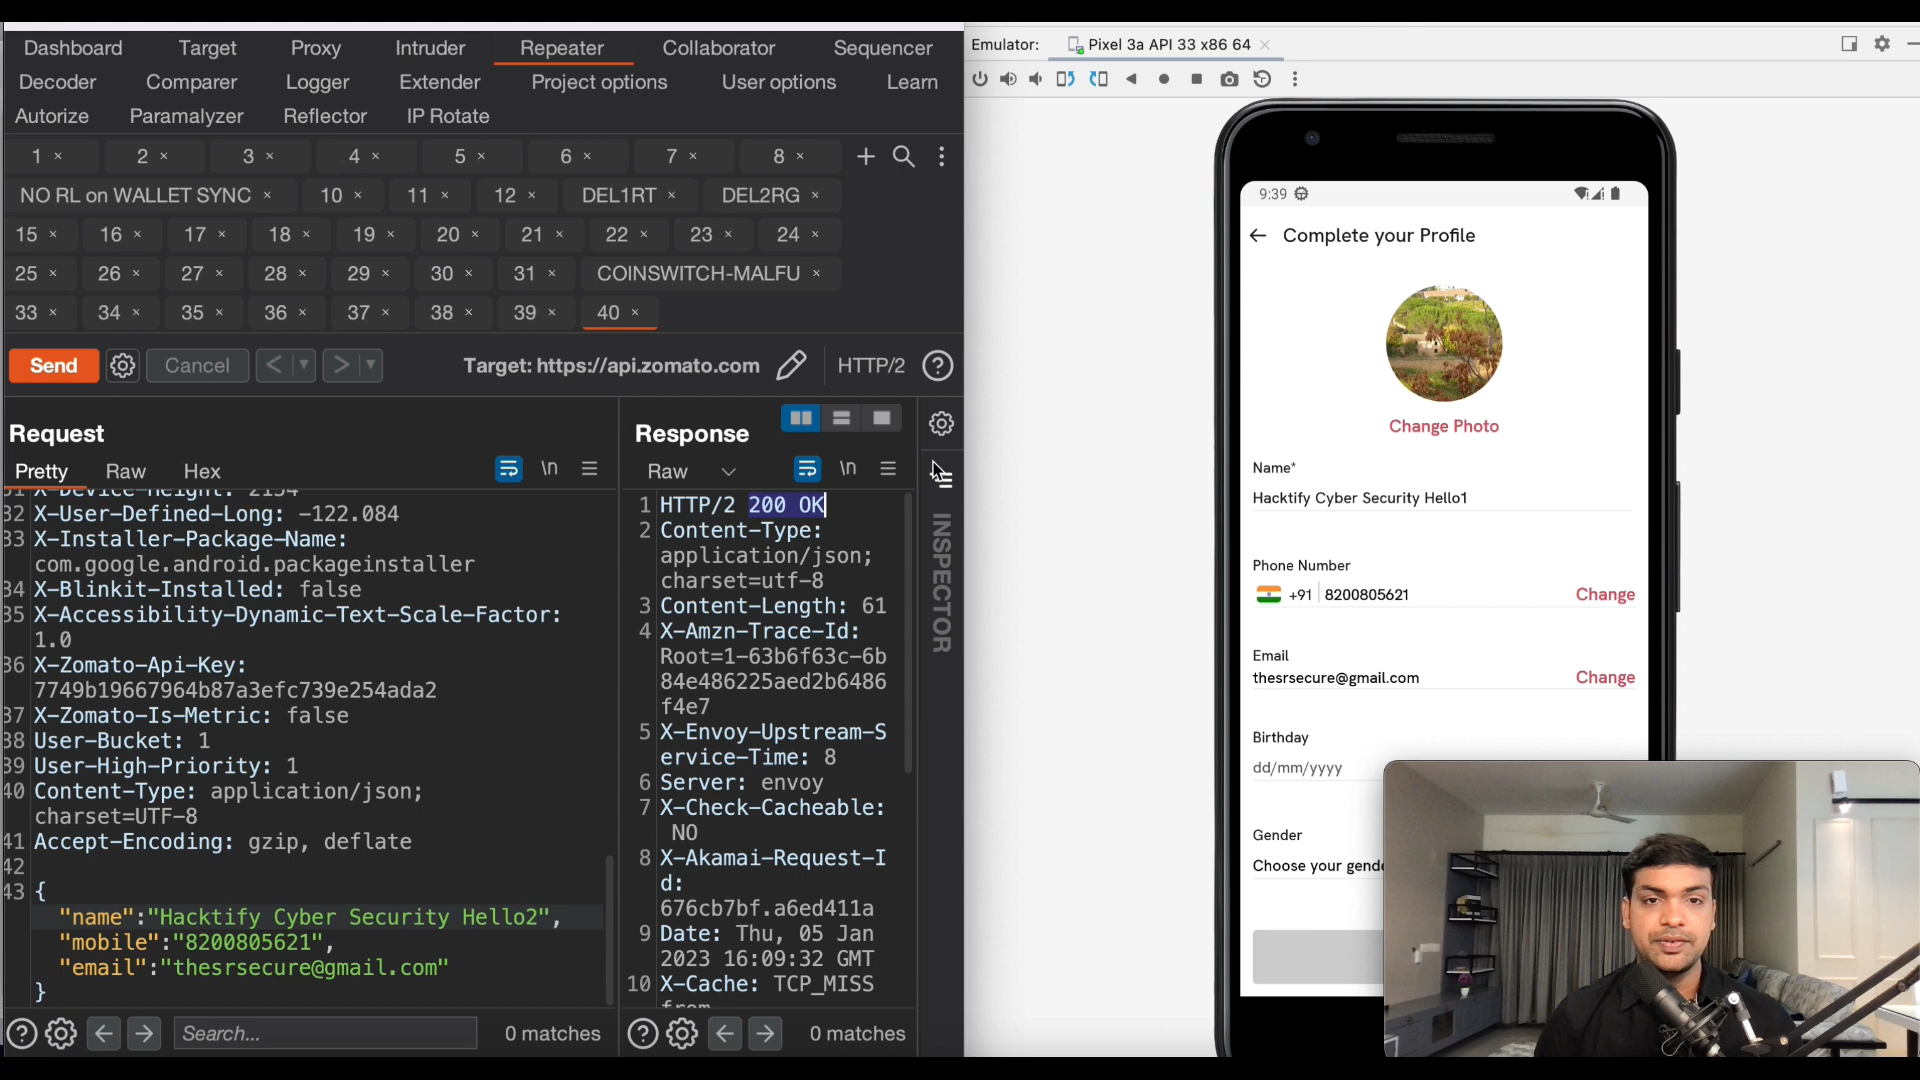 Dashboard Target Proxy Intruder Repeater Collaborator Sequencer
Decoder Comparer Logger Extender Project options User options Learn
Autorize Paramalyzer Reflector IP Rotate
1 × 2 × 3 × 4 × 5 × 6 × 7 × 8 ×
NO RL on WALLET SYNC × 10 × 11 × 12 × DEL1RT × DEL2RG ×
15 × 16 × 17 × 18 × 19 × 20 × 21 × 22 × 23 × 24 ×
25 × 26 × 27 × 28 × 29 × 30 × 31 × COINSWITCH-MALFU ×
33 × 34 × 35 × 36 × 37 × 38 × 39 × 40 ×
Send Cancel < > Target: https://api.zomato.com HTTP/2 ?
Request
Pretty Raw Hex \n
X-Device-Height: 2154
32 X-User-Defined-Long: -122.084
33 X-Installer-Package-Name:
com.google.android.packageinstaller
34 X-Blinkit-Installed: false
35 X-Accessibility-Dynamic-Text-Scale-Factor:
1.0
36 X-Zomato-Api-Key:
7749b19667964b87a3efc739e254ada2
37 X-Zomato-Is-Metric: false
38 User-Bucket: 1
39 User-High-Priority: 1
40 Content-Type: application/json;
charset=UTF-8
41 Accept-Encoding: gzip, deflate
42
43 {
"name":"Hacktify Cyber Security Hello2",
"mobile":"8200805621",
"email":"thesrsecure@gmail.com"
}
Search... 0 matches
Response
Raw \n
1 HTTP/2 200 OK
2 Content-Type:
application/json;
charset=utf-8
3 Content-Length: 61
4 X-Amzn-Trace-Id:
Root=1-63b6f63c-6b
84e486225aed2b6486
f4e7
5 X-Envoy-Upstream-S
ervice-Time: 8
6 Server: envoy
7 X-Check-Cacheable:
NO
8 X-Akamai-Request-I
d:
676cb7bf.a6ed411a
9 Date: Thu, 05 Jan
2023 16:09:32 GMT
10 X-Cache: TCP_MISS
from
0 matches
INSPECTOR
Emulator: Pixel 3a API 33 x86 64 ×
9:39
Complete your Profile
Change Photo
Name*
Hacktify Cyber Security Hello1
Phone Number
+91 8200805621 Change
Email
thesrsecure@gmail.com Change
Birthday
dd/mm/yyyy
Gender
Choose your gende